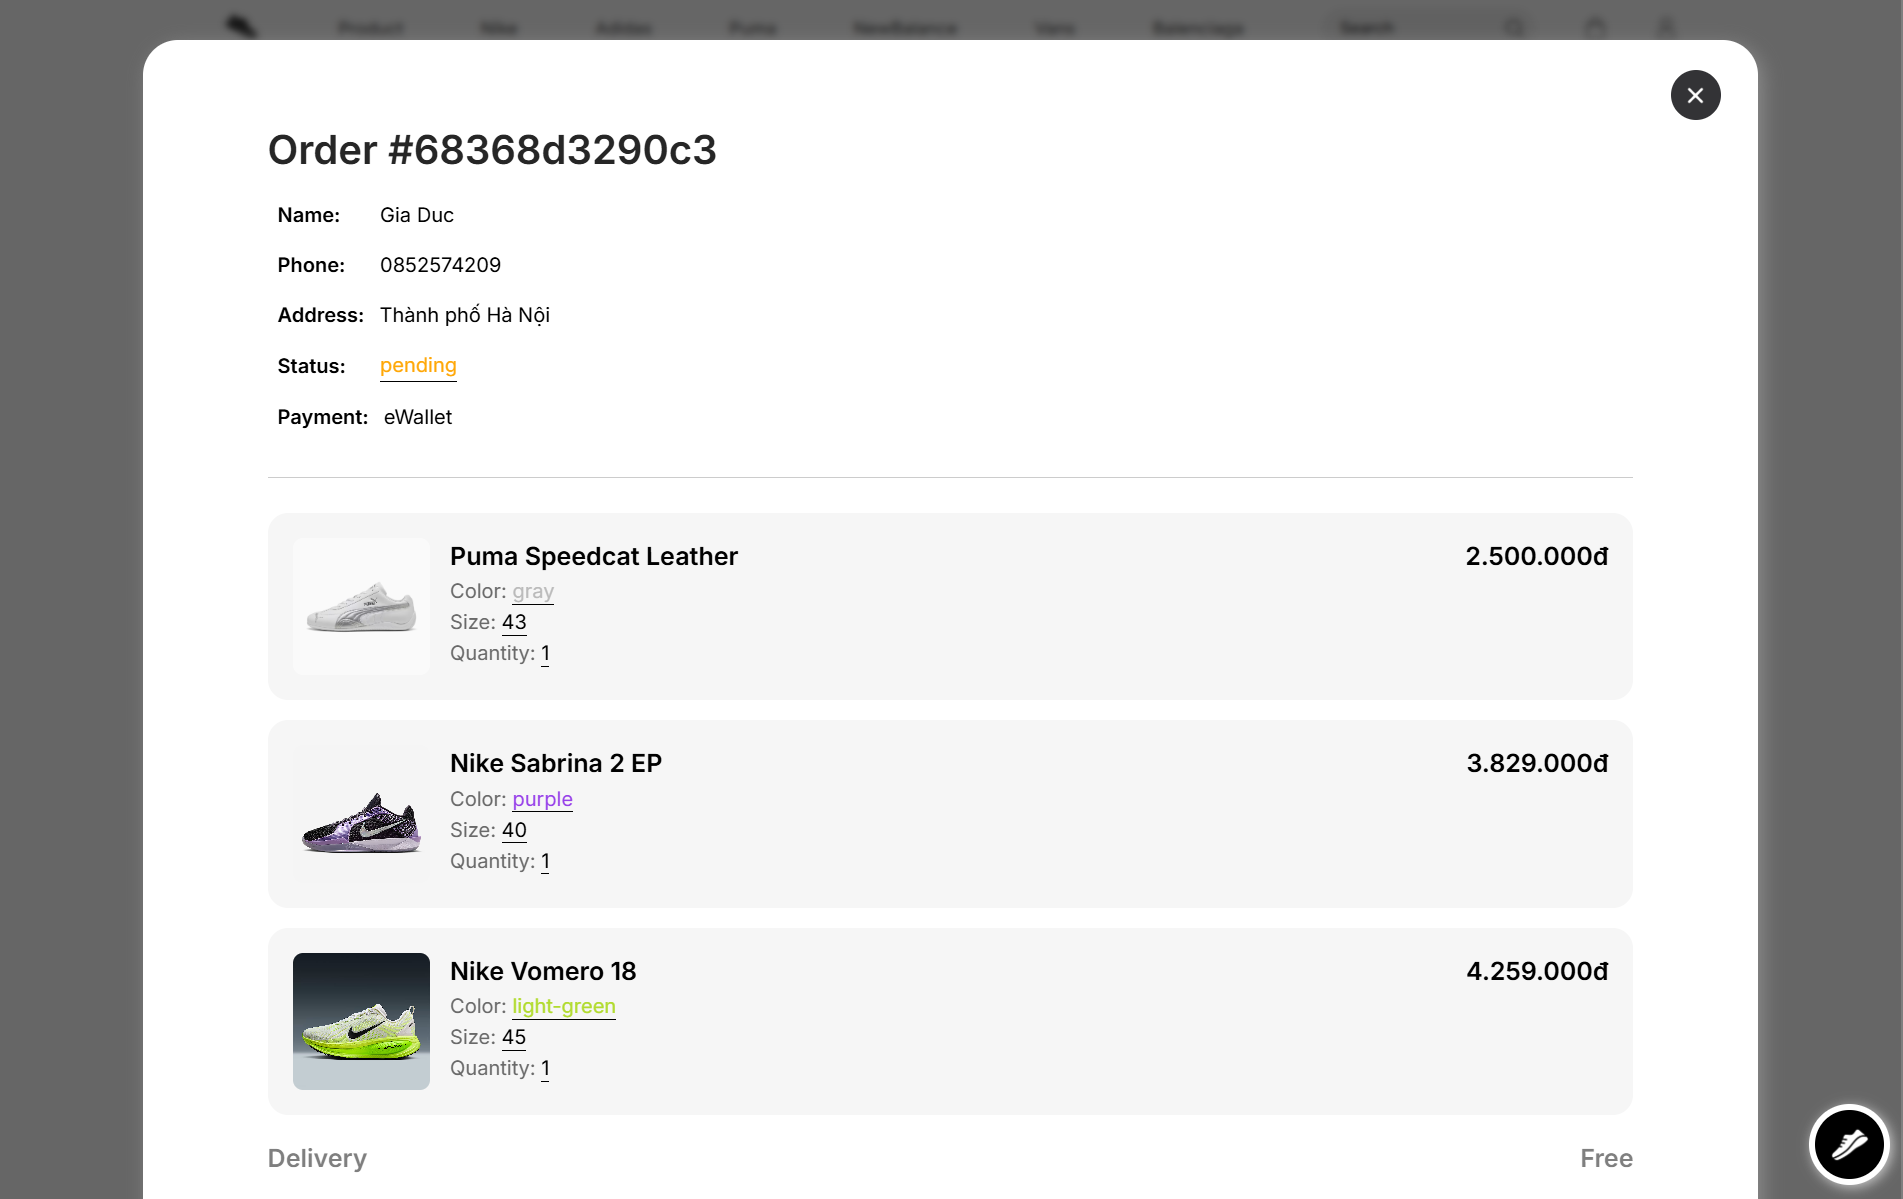 Product Nike Adidas Puma NewBalance Vans Balenciaga Search
Order #68368d3290c3
Name: Gia Duc
Phone: 0852574209
Address: Thành phố Hà Nội
Status: pending
Payment: eWallet
Puma Speedcat Leather 2.500.000đ
Color: gray
Size: 43
Quantity: 1
Nike Sabrina 2 EP 3.829.000đ
Color: purple
Size: 40
Quantity: 1
Nike Vomero 18 4.259.000đ
Color: light-green
Size: 45
Quantity: 1
Delivery Free